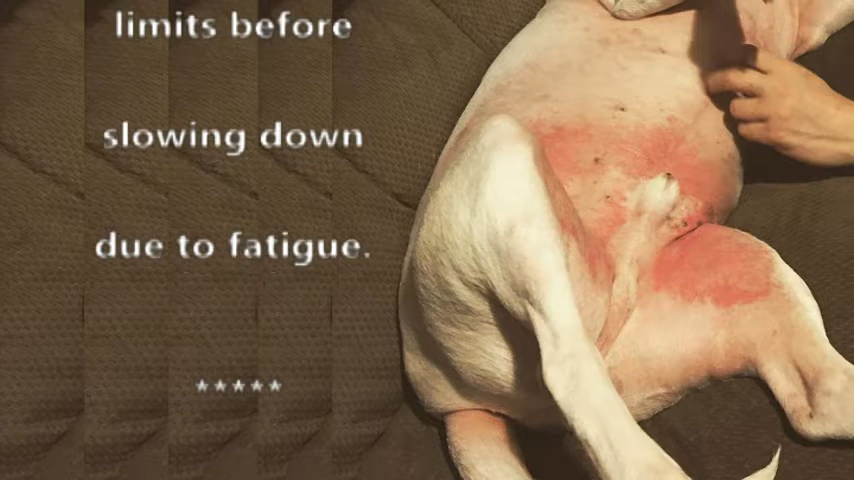 limits before
slowing down
due to fatigue.
*****